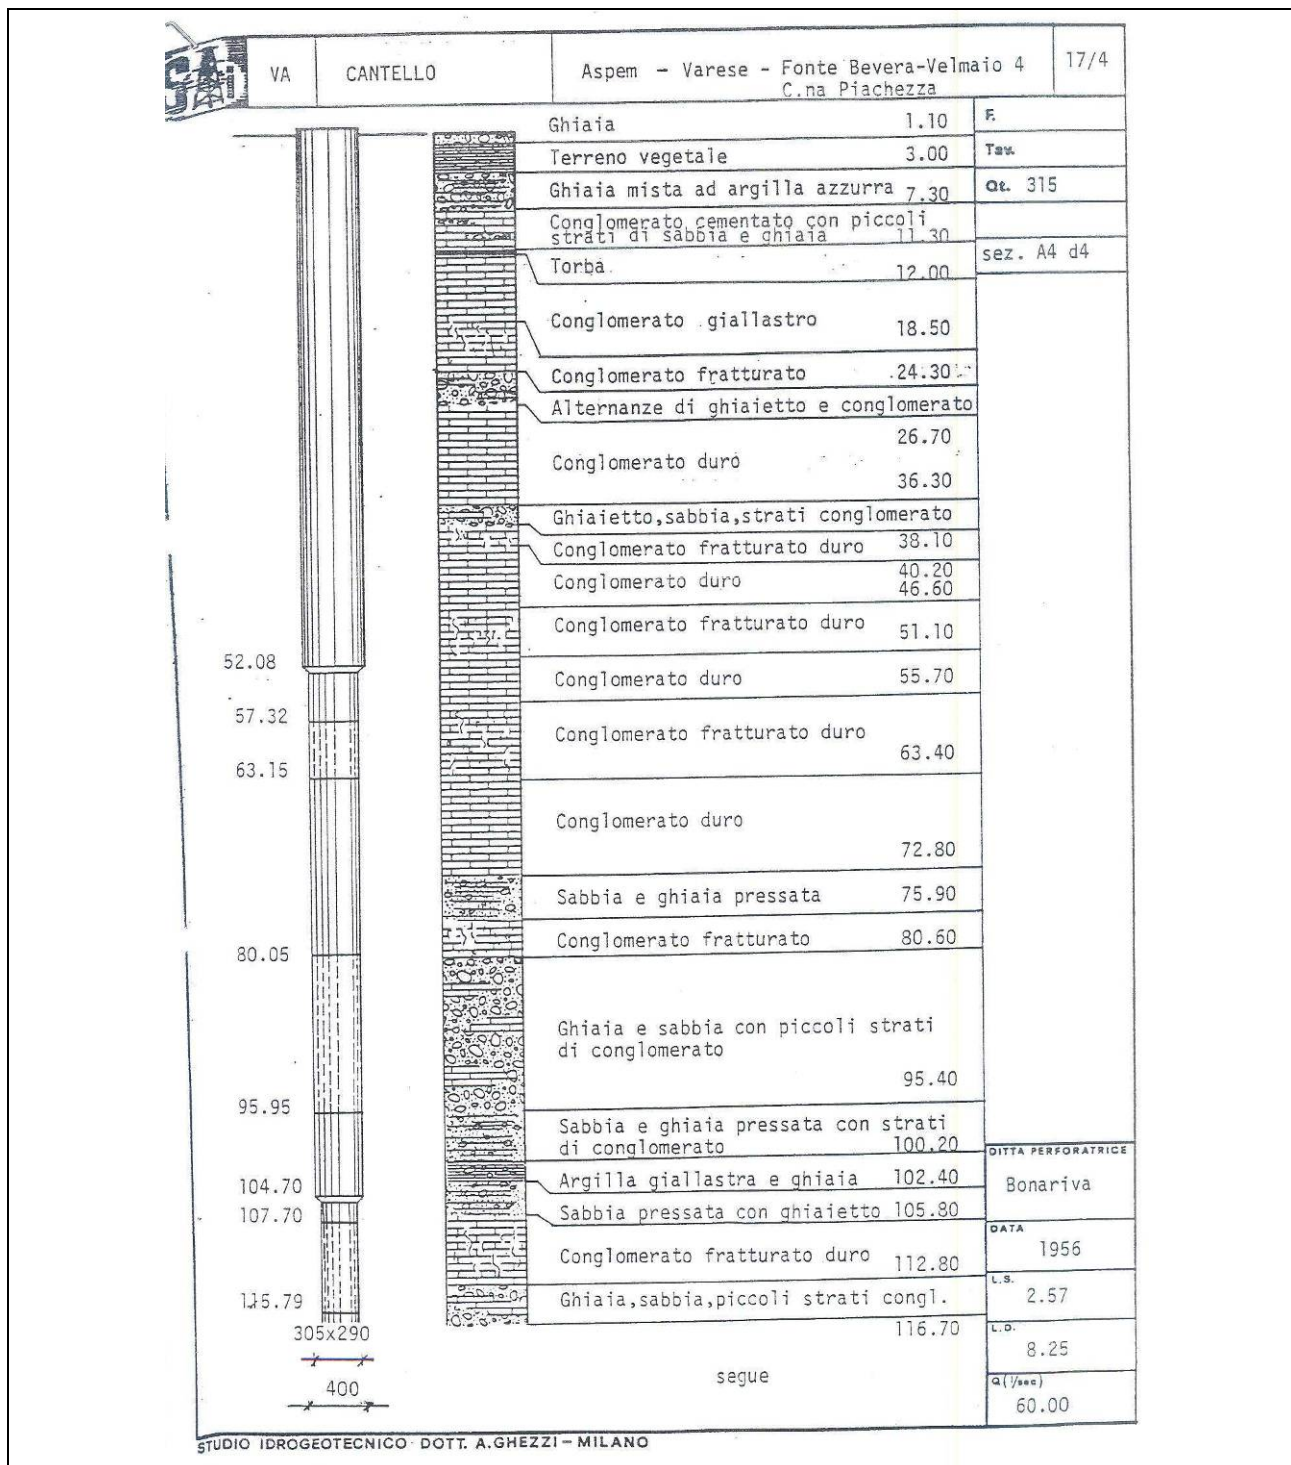 VA
CANTELLO
Aspem - Varese - Fonte Bevera-Velmaio 4
C.na Piachezza
17/4
Ghiaia 1.10
F.
Terreno vegetale 3.00
Tav.
Ghiaia mista ad argilla azzurra 7.30
Qt. 315
Conglomerato cementato con piccoli
strati di sabbia e ghiaia 11.30
sez. A4 d4
Torba 12.00
Conglomerato giallastro 18.50
Conglomerato fratturato 24.30
Alternanze di ghiaietto e conglomerato
26.70
Conglomerato duro
36.30
Ghiaietto,sabbia,strati conglomerato
38.10
Conglomerato fratturato duro
40.20
Conglomerato duro
46.60
Conglomerato fratturato duro
51.10
52.08
Conglomerato duro 55.70
57.32
Conglomerato fratturato duro
63.40
63.15
Conglomerato duro
72.80
Sabbia e ghiaia pressata 75.90
Conglomerato fratturato 80.60
80.05
Ghiaia e sabbia con piccoli strati
di conglomerato
95.40
95.95
Sabbia e ghiaia pressata con strati
di conglomerato 100.20
DITTA PERFORATRICE
Bonariva
Argilla giallastra e ghiaia 102.40
104.70
Sabbia pressata con ghiaietto 105.80
107.70
DATA
1956
Conglomerato fratturato duro 112.80
L.S.
2.57
Ghiaia,sabbia,piccoli strati congl.
115.79
116.70
L.D.
8.25
305x290
400
segue
Q (l/sec)
60.00
STUDIO IDROGEOTECNICO DOTT. A.GHEZZI - MILANO